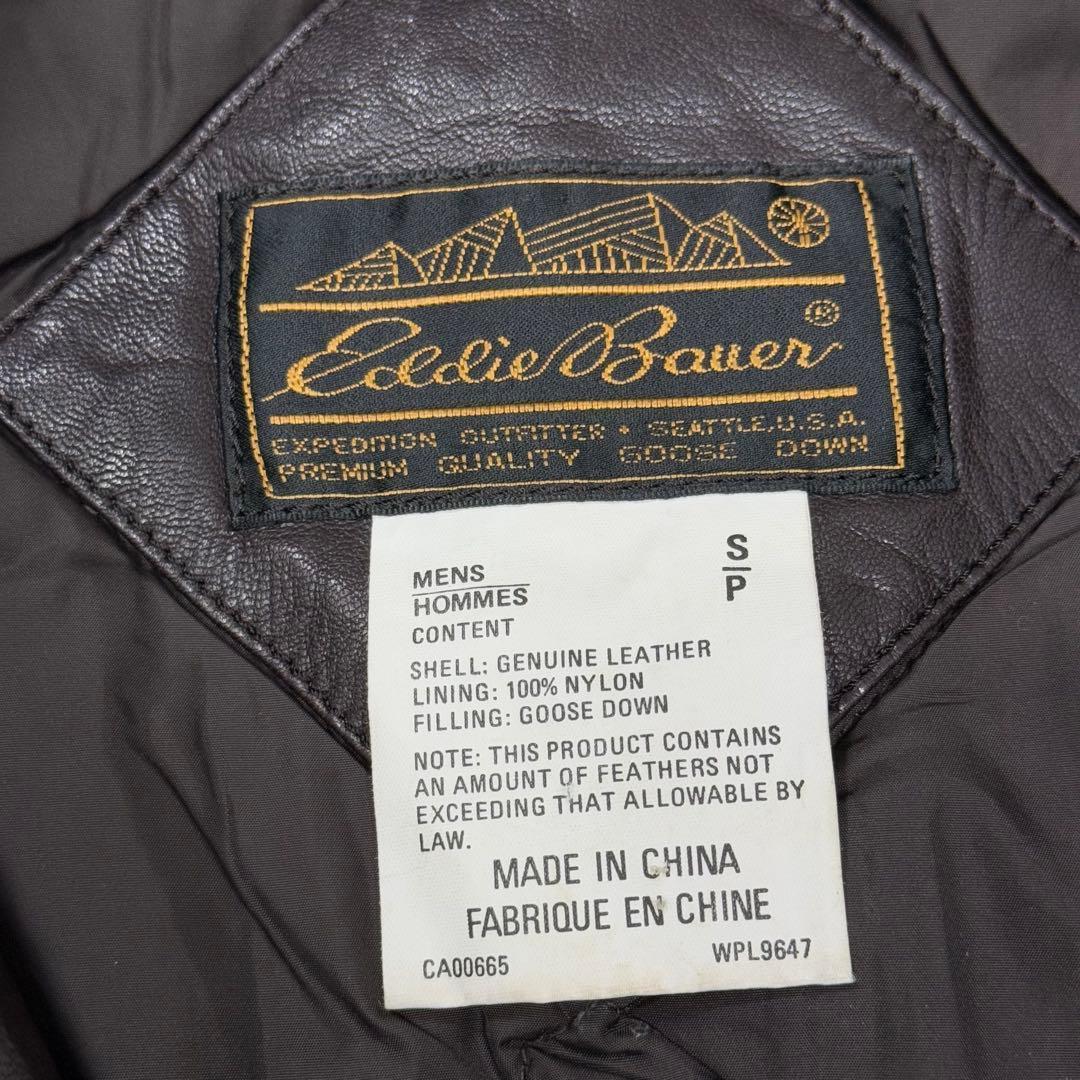 Eddie Bauer®
EXPEDITION OUTFITTER • SEATTLE, U.S.A.
PREMIUM QUALITY GOOSE DOWN
MENS
HOMMES
S
P
CONTENT
SHELL: GENUINE LEATHER
LINING: 100% NYLON
FILLING: GOOSE DOWN
NOTE: THIS PRODUCT CONTAINS
AN AMOUNT OF FEATHERS NOT
EXCEEDING THAT ALLOWABLE BY
LAW.
MADE IN CHINA
FABRIQUE EN CHINE
CA00665 WPL9647